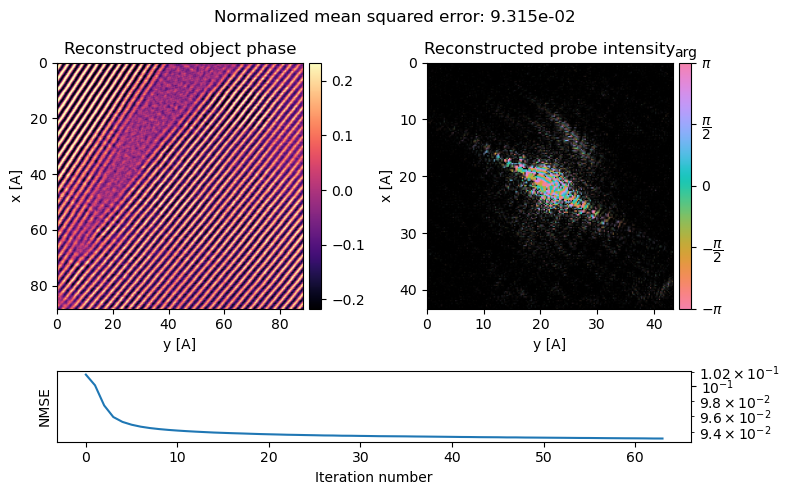 Normalized mean squared error: 9.315e-02
Reconstructed object phase
Reconstructed probe intensity
arg
0
20
40
60
80
x [A]
0
20
40
60
80
y [A]
0.2
0.1
0.0
−0.1
−0.2
0
10
20
30
40
x [A]
0
10
20
30
40
y [A]
π
π/2
0
−π/2
−π
NMSE
1.02 × 10⁻¹
10⁻¹
9.8 × 10⁻²
9.6 × 10⁻²
9.4 × 10⁻²
0
10
20
30
40
50
60
Iteration number